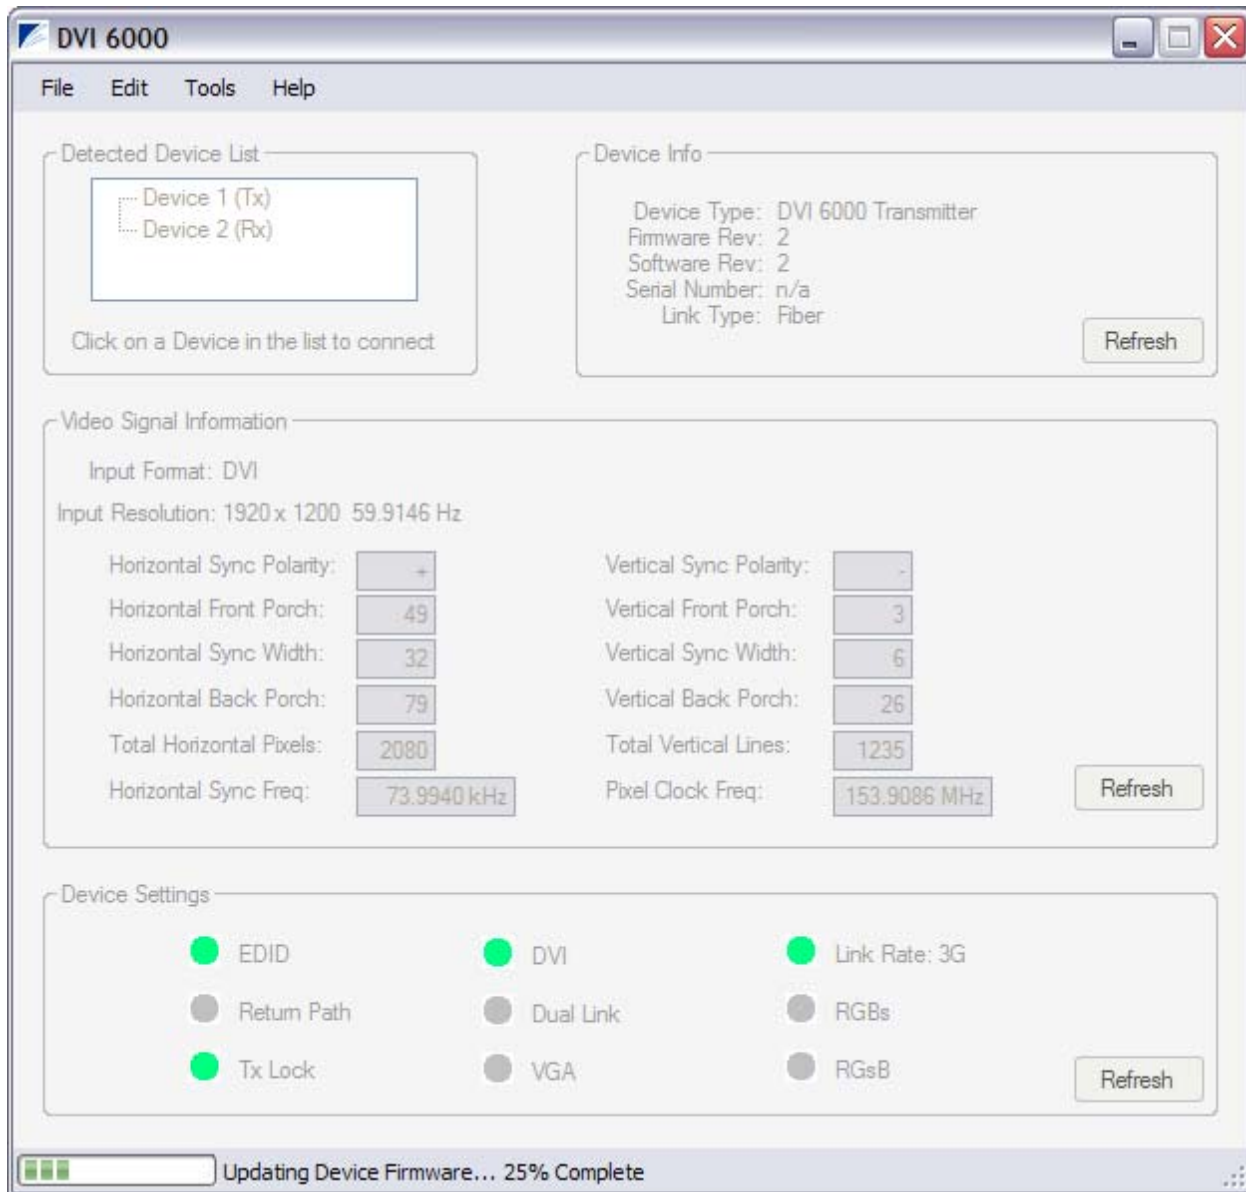 DVI 6000
File Edit Tools Help
Detected Device List
Device 1 (Tx)
Device 2 (Rx)
Click on a Device in the list to connect
Device Info
Device Type: DVI 6000 Transmitter
Firmware Rev: 2
Software Rev: 2
Serial Number: n/a
Link Type: Fiber
Refresh
Video Signal Information
Input Format: DVI
Input Resolution: 1920 x 1200 59.9146 Hz
Horizontal Sync Polarity: + Vertical Sync Polarity: -
Horizontal Front Porch: 49 Vertical Front Porch: 3
Horizontal Sync Width: 32 Vertical Sync Width: 6
Horizontal Back Porch: 79 Vertical Back Porch: 26
Total Horizontal Pixels: 2080 Total Vertical Lines: 1235
Horizontal Sync Freq: 73.9940 kHz Pixel Clock Freq: 153.9086 MHz Refresh
Device Settings
EDID DVI Link Rate: 3G
Return Path Dual Link RGBs
Tx Lock VGA RGsB
Refresh
Updating Device Firmware... 25% Complete